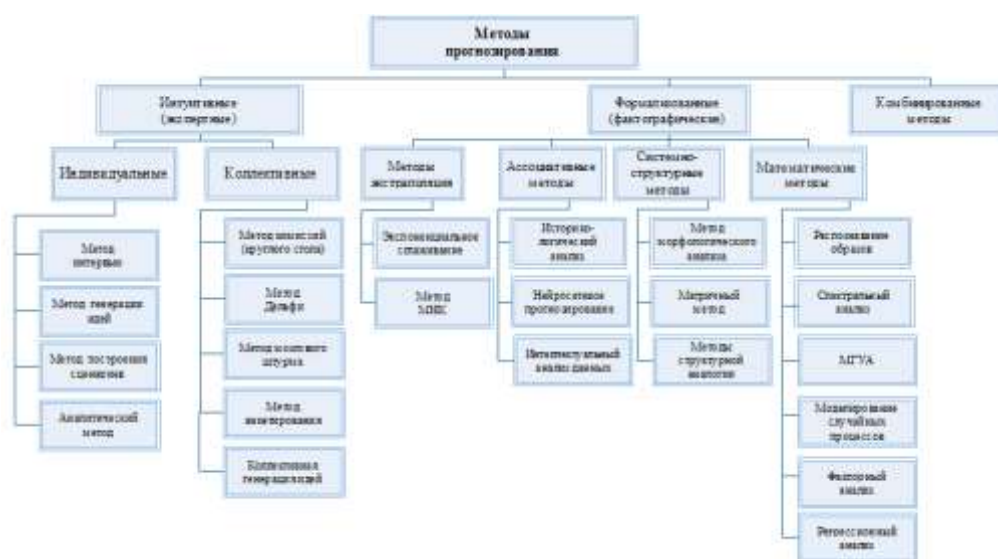 Методы
прогнозирования
Интуитивные
(экспертные)
Формализованные
(фактографические)
Комбинированные
методы
Индивидуальные
Коллективные
Методы
экстраполяции
Ассоциативные
методы
Системно-
структурные
методы
Математические
методы
Метод
интервью
Метод генерации
идей
Метод построения
сценариев
Аналитический
метод
Метод комиссий
(круглого стола)
Метод
Дельфи
Метод мозгового
штурма
Метод
анкетирования
Коллективная
генерация идей
Экспоненциальное
сглаживание
Метод
МНК
Историко-
логический
анализ
Нейросетевое
прогнозирование
Интеллектуальный
анализ данных
Метод
морфологического
анализа
Матричный
метод
Методы
структурной
аналогии
Распознавание
образов
Спектральный
анализ
МГУА
Моделирование
случайных
процессов
Факторный
анализ
Регрессионный
анализ